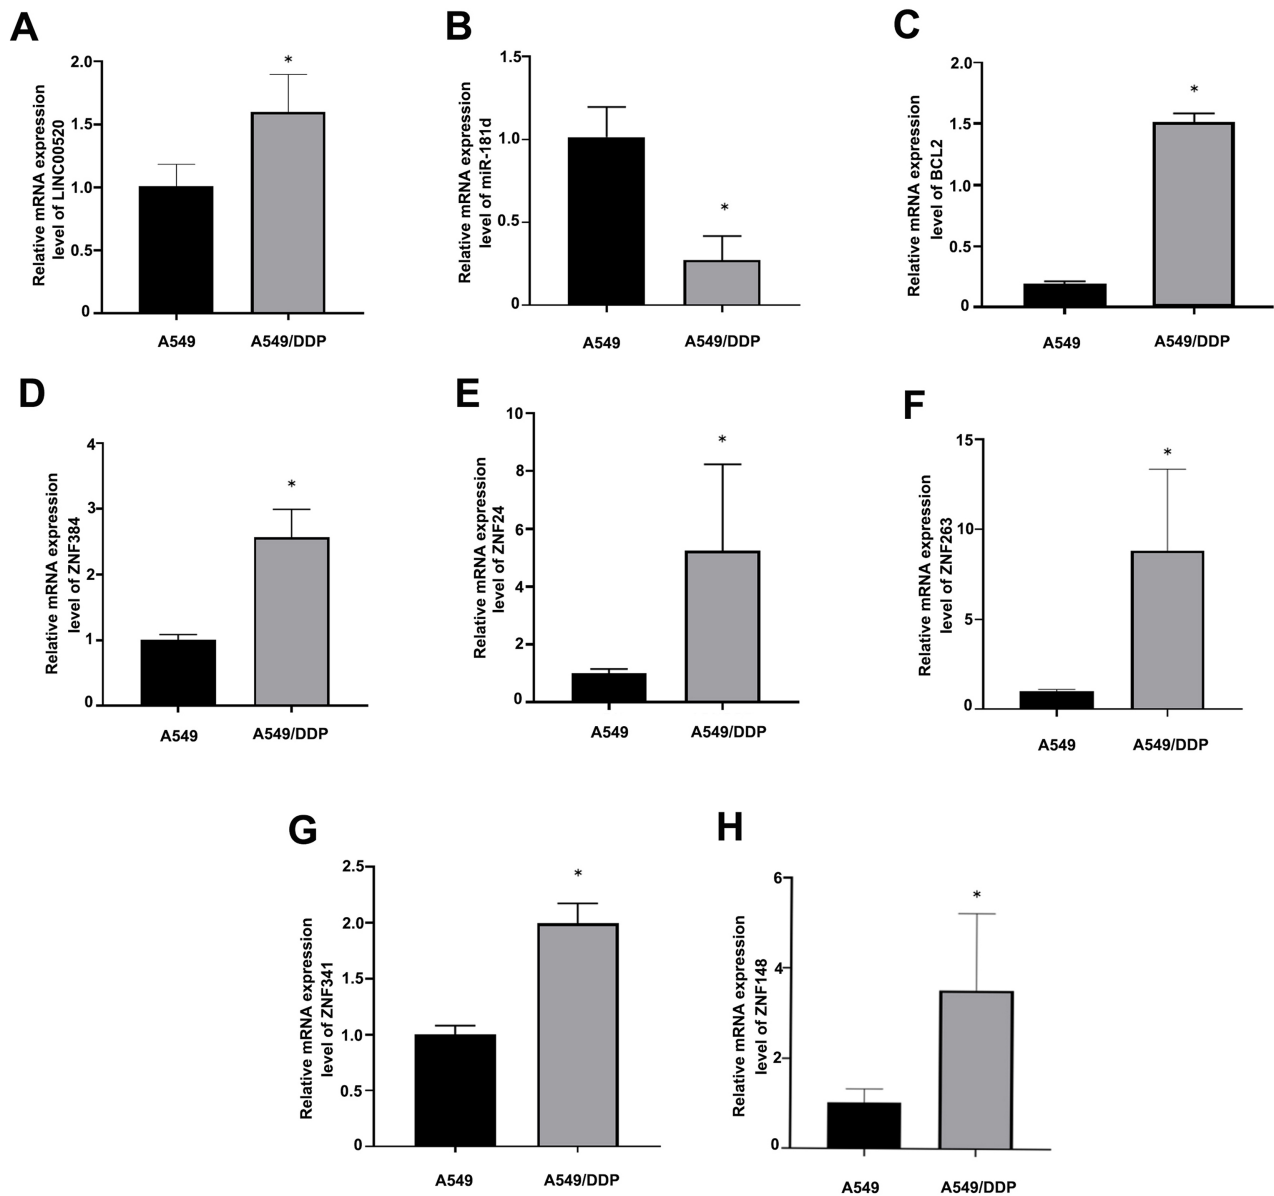 A
Relative mRNA expression
level of LINC00520
2.0
*
1.5
1.0
0.5
0
A549
A549/DDP
B
Relative mRNA expression
level of miR-181d
1.5
1.0
*
0.5
0
A549
A549/DDP
C
Relative mRNA expression
level of BCL2
2.0
*
1.5
1.0
0.5
0
A549
A549/DDP
D
Relative mRNA expression
level of ZNF384
4
*
3
2
1
0
A549
A549/DDP
E
Relative mRNA expression
level of ZNF24
10
*
8
6
4
2
0
A549
A549/DDP
F
Relative mRNA expression
level of ZNF263
15
*
10
5
0
A549
A549/DDP
G
Relative mRNA expression
level of ZNF341
2.5
*
2.0
1.5
1.0
0.5
0
A549
A549/DDP
H
Relative mRNA expression
level of ZNF148
6
*
4
2
0
A549
A549/DDP